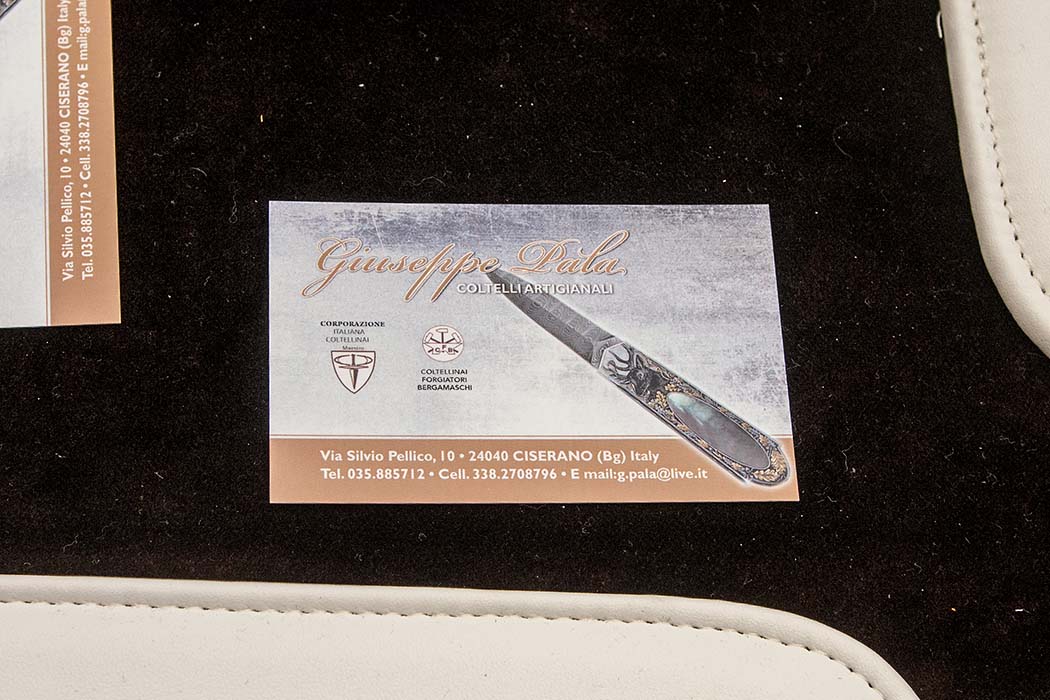 Via Silvio Pellico, 10 • 24040 CISERANO (Bg) Italy
Tel. 035.885712 • Cell. 338.2708796 • E mail:g.pala
Giuseppe Pala
COLTELLI ARTIGIANALI
CORPORAZIONE
ITALIANA
COLTELLINAI
Maestro
C.F.B.
COLTELLINAI
FORGIATORI
BERGAMASCHI
Via Silvio Pellico, 10 • 24040 CISERANO (Bg) Italy
Tel. 035.885712 • Cell. 338.2708796 • E mail:g.pala@live.it